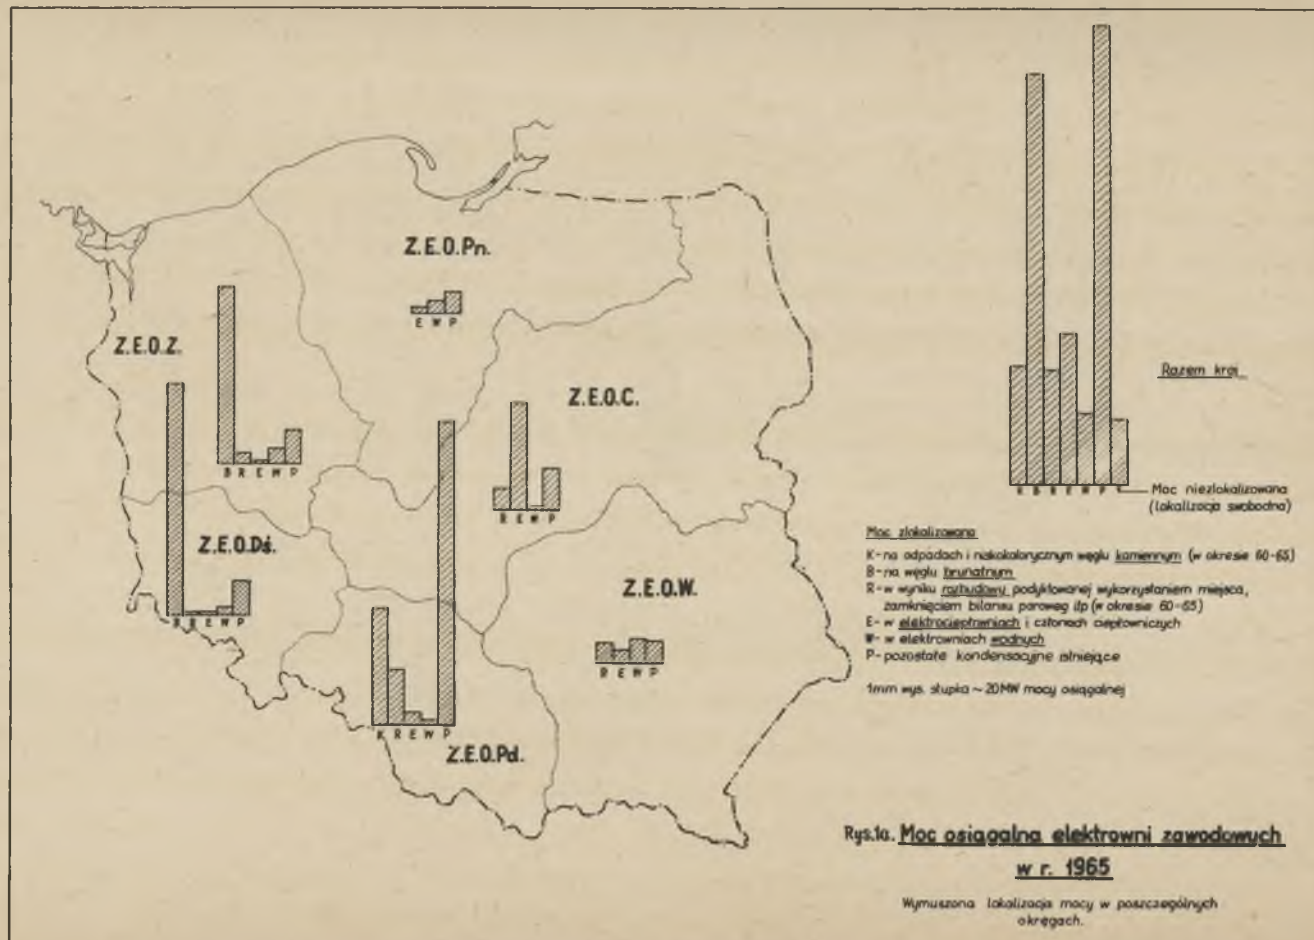 Z.E.O.Pn.
E W P
Z.E.O.Z.
B R E W P
Z.E.O.C.
R E W P
Z.E.O.Dś.
B R E W P
Z.E.O.W.
R E W P
K R E W P
Z.E.O.Pd.
Razem kraj
K B R E W P
Moc niezlokalizowana
(lokalizacja swobodna)
Moc zlokalizowana
K-na odpadach i niskokalorycznym węglu kamiennym (w okresie 60-65)
B-na węglu brunatnym
R-w wyniku rozbudowy podyktowanej wykorzystaniem miejsca,
zamknięciem bilansu paroweg itp (w okresie 60-65)
E- w elektrociepłowniach i członach ciepłowniczych
W- w elektrowniach wodnych
P-pozostałe kondensacyjne istniejące
1mm wys. słupka ~ 20MW mocy osiągalnej
Rys.1a. Moc osiągalna elektrowni zawodowych
w r. 1965
Wymuszona lokalizacja mocy w poszczególnych
okręgach.